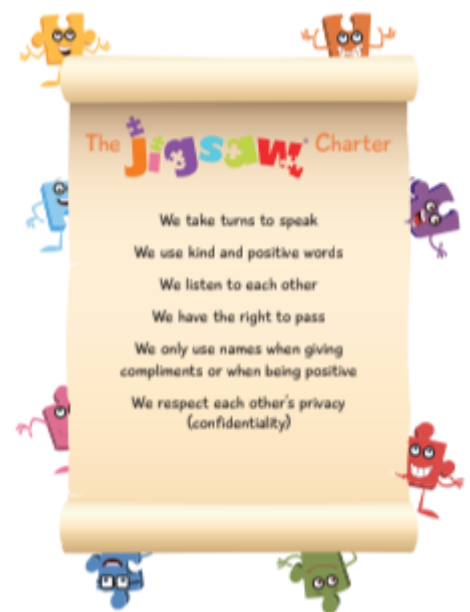 The Jigsaw Charter
We take turns to speak
We use kind and positive words
We listen to each other
We have the right to pass
We only use names when giving
compliments or when being positive
We respect each other's privacy
(confidentiality)